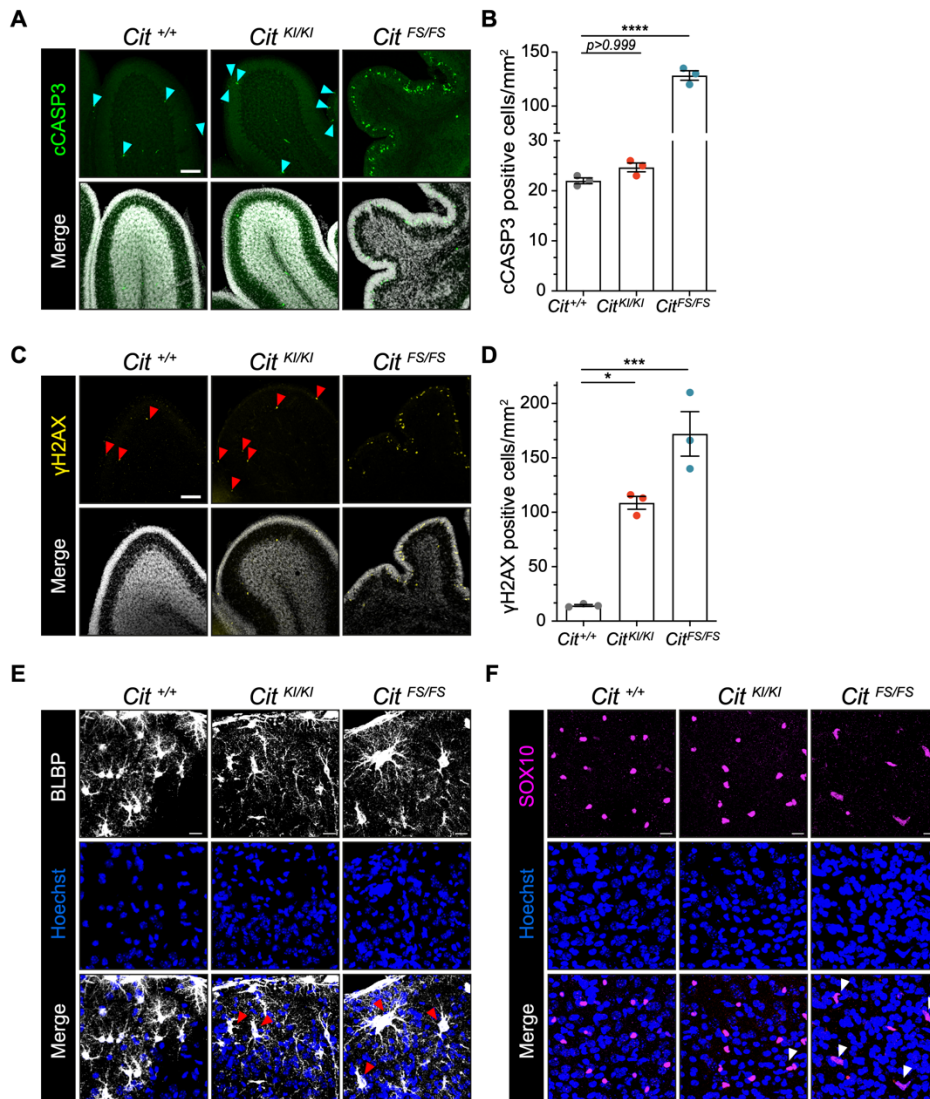 A
Cit +/+
Cit KI/KI
Cit FS/FS
cCASP3
Merge
B
****
p>0.999
cCASP3 positive cells/mm²
150
100
30
20
10
0
Cit+/+
CitKI/KI
CitFS/FS
C
Cit +/+
Cit KI/KI
Cit FS/FS
γH2AX
Merge
D
***
*
γH2AX positive cells/mm²
200
150
100
50
0
Cit+/+
CitKI/KI
CitFS/FS
E
Cit +/+
Cit KI/KI
Cit FS/FS
BLBP
Hoechst
Merge
F
Cit +/+
Cit KI/KI
Cit FS/FS
SOX10
Hoechst
Merge